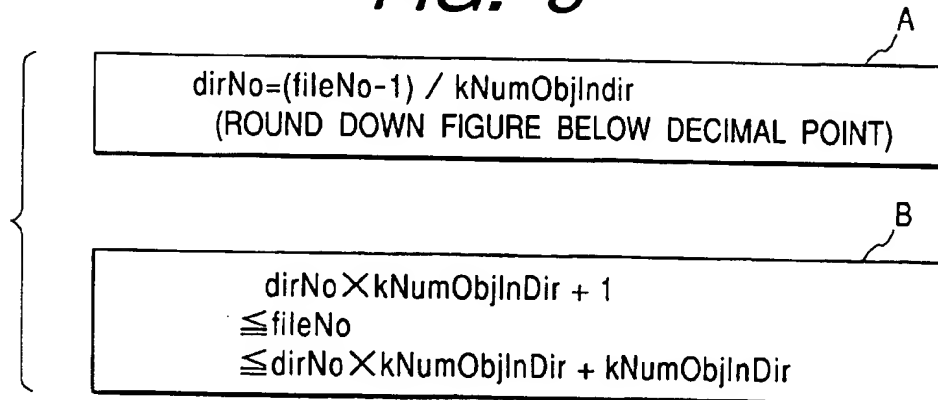 A
dirNo=(fileNo-1) / kNumObjIndir
(ROUND DOWN FIGURE BELOW DECIMAL POINT)
B
dirNo×kNumObjInDir + 1
≦fileNo
≦dirNo×kNumObjInDir + kNumObjInDir